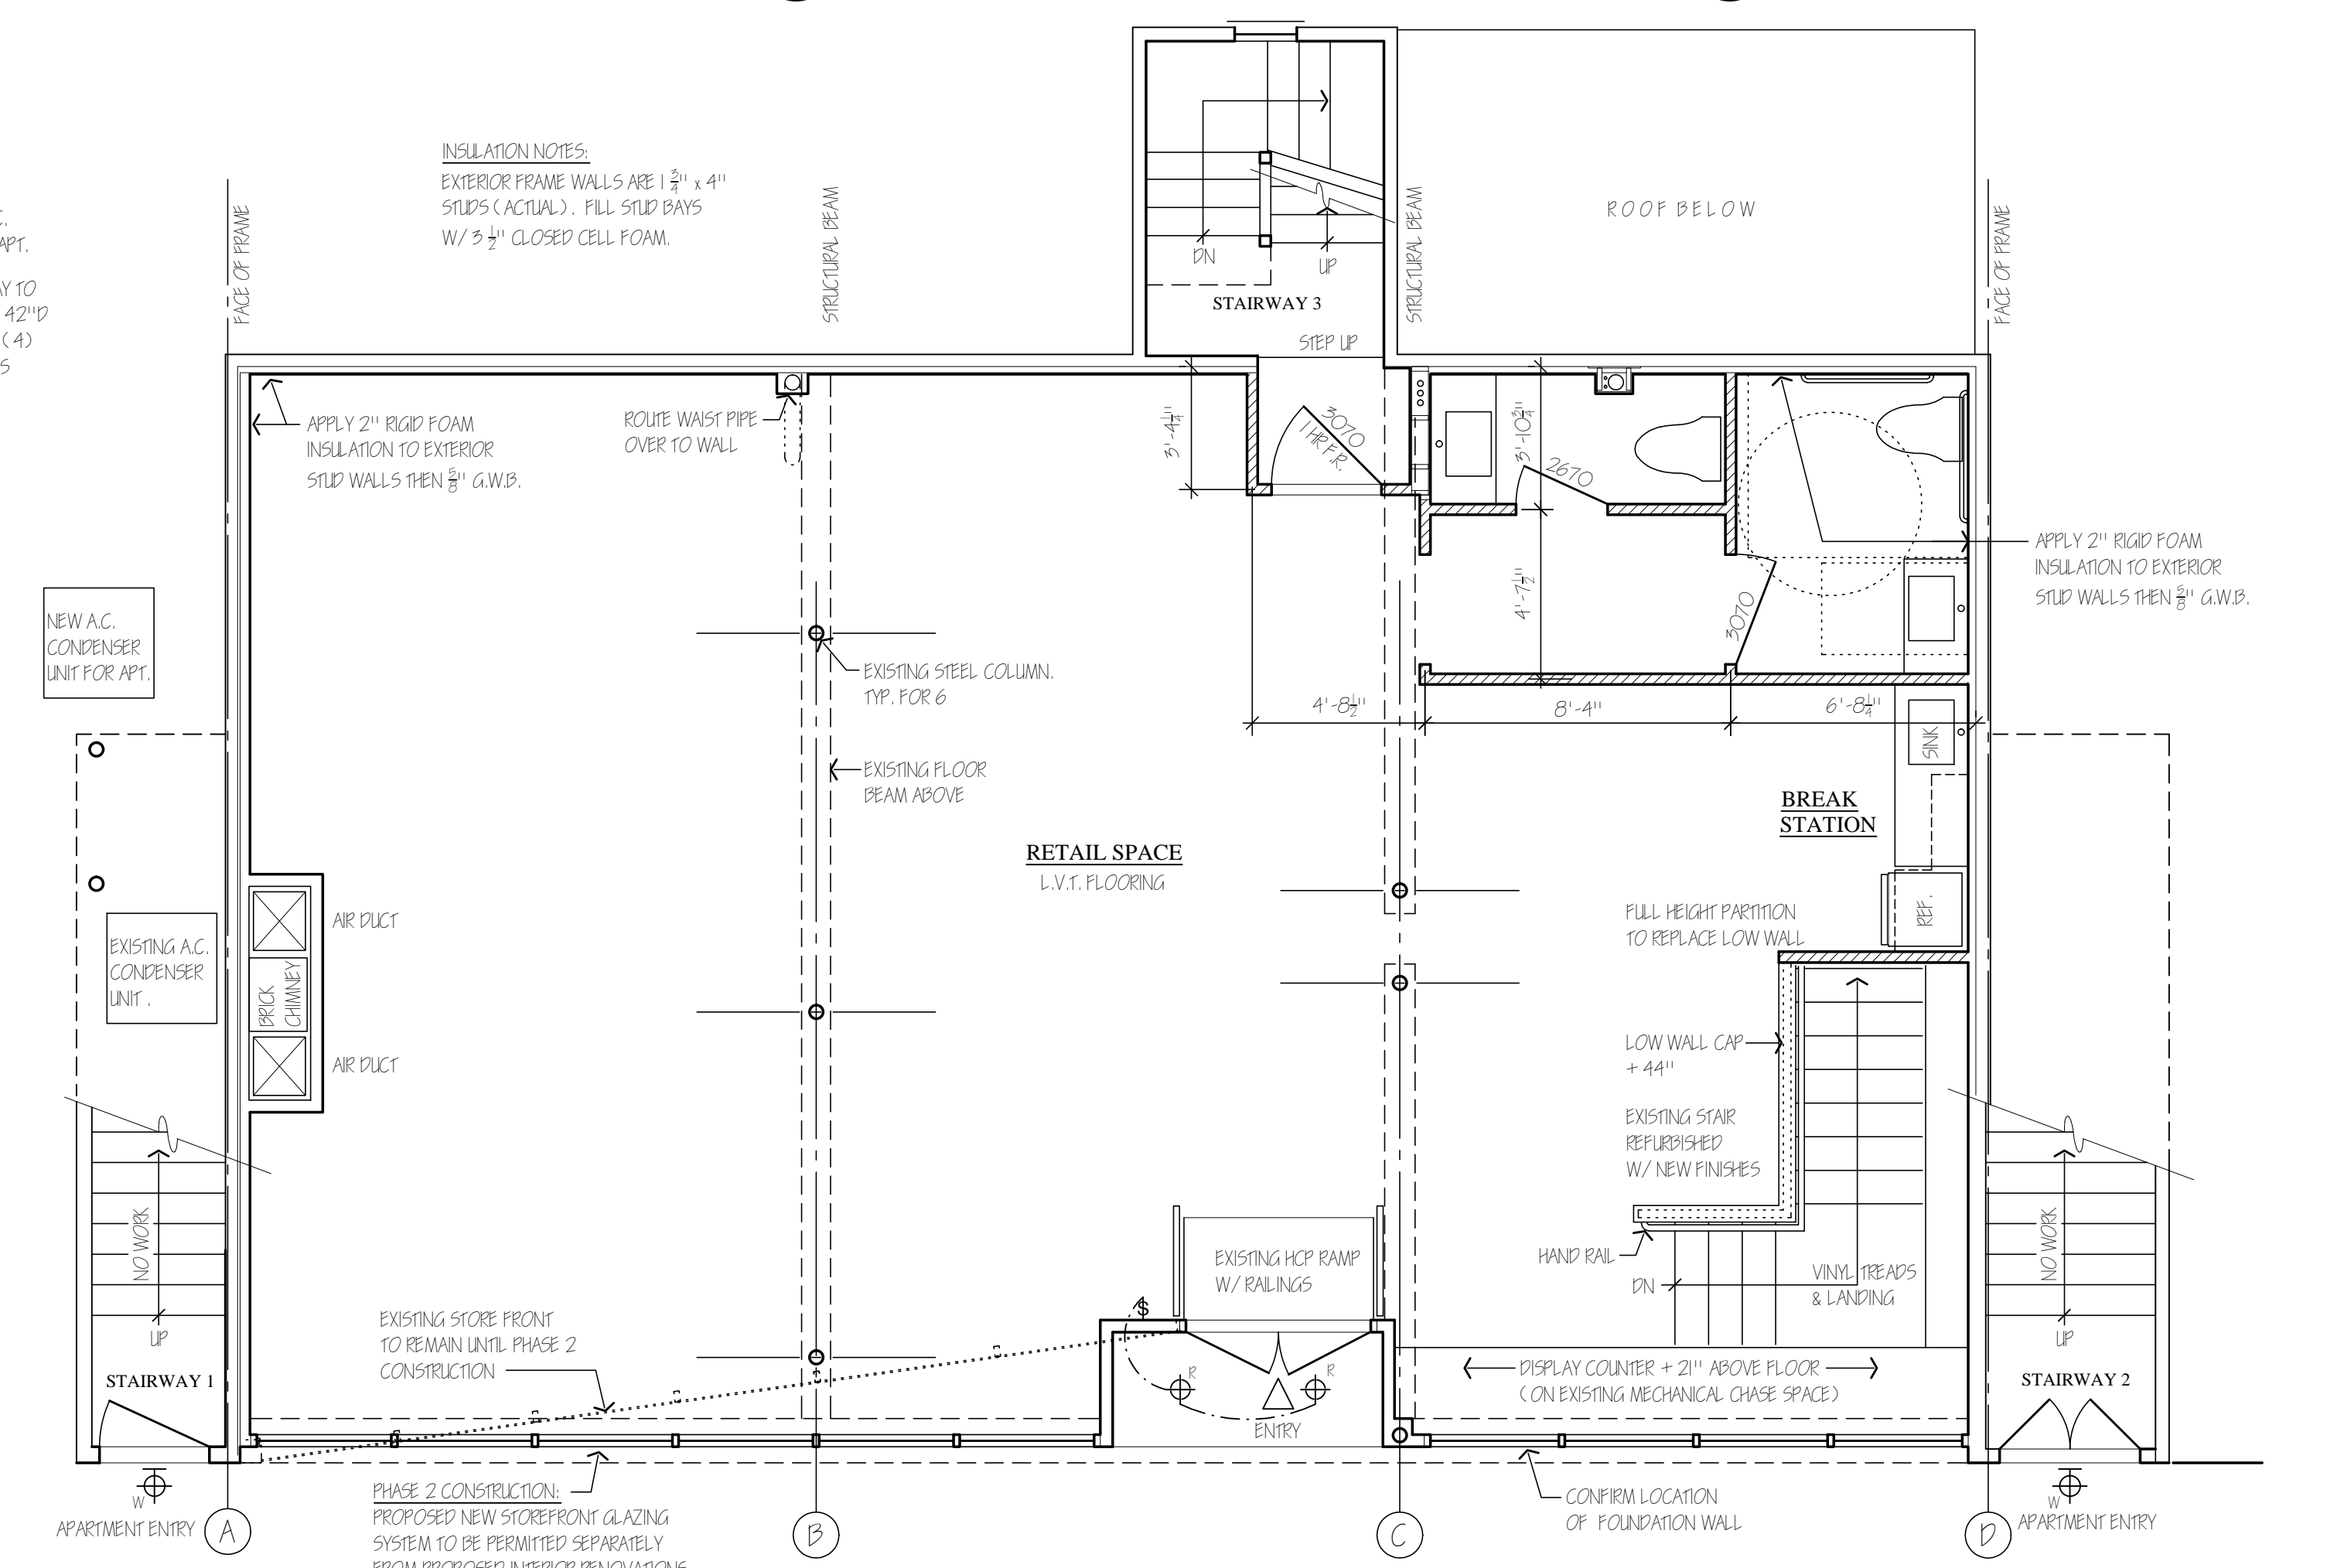 C.
APT.
AY TO
42"D
(4)
S
INSULATION NOTES:
EXTERIOR FRAME WALLS ARE 1 3/4" x 4"
STUDS (ACTUAL). FILL STUD BAYS
W/ 3 1/2" CLOSED CELL FOAM.
FACE OF FRAME
STRUCTURAL BEAM
STRUCTURAL BEAM
FACE OF FRAME
ROOF BELOW
DN
UP
STAIRWAY 3
STEP UP
APPLY 2" RIGID FOAM
INSULATION TO EXTERIOR
STUD WALLS THEN 5/8" G.W.B.
ROUTE WAIST PIPE
OVER TO WALL
3'-4 1/4"
3070
1 HR F.R.
3'-10 3/4"
2670
4'-7 1/2"
3070
APPLY 2" RIGID FOAM
INSULATION TO EXTERIOR
STUD WALLS THEN 5/8" G.W.B.
NEW A.C.
CONDENSER
UNIT FOR APT.
EXISTING STEEL COLUMN.
TYP. FOR 6
4'-8 1/2"
8'-4"
6'-8 1/4"
SINK
EXISTING FLOOR
BEAM ABOVE
BREAK
STATION
RETAIL SPACE
L.V.T. FLOORING
AIR DUCT
BRICK
CHIMNEY
AIR DUCT
EXISTING A.C.
CONDENSER
UNIT .
FULL HEIGHT PARTITION
TO REPLACE LOW WALL
REF.
LOW WALL CAP
+ 44"
EXISTING STAIR
REFURBISHED
W/ NEW FINISHES
NO WORK
UP
STAIRWAY 1
EXISTING HCP RAMP
W/ RAILINGS
HAND RAIL
DN
VINYL TREADS
& LANDING
NO WORK
UP
STAIRWAY 2
EXISTING STORE FRONT
TO REMAIN UNTIL PHASE 2
CONSTRUCTION
$
R
R
ENTRY
DISPLAY COUNTER + 21" ABOVE FLOOR
(ON EXISTING MECHANICAL CHASE SPACE)
W
APARTMENT ENTRY
A
PHASE 2 CONSTRUCTION:
PROPOSED NEW STOREFRONT GLAZING
SYSTEM TO BE PERMITTED SEPARATELY
FROM PROPOSED INTERIOR RENOVATIONS
B
C
CONFIRM LOCATION
OF FOUNDATION WALL
D
W
APARTMENT ENTRY